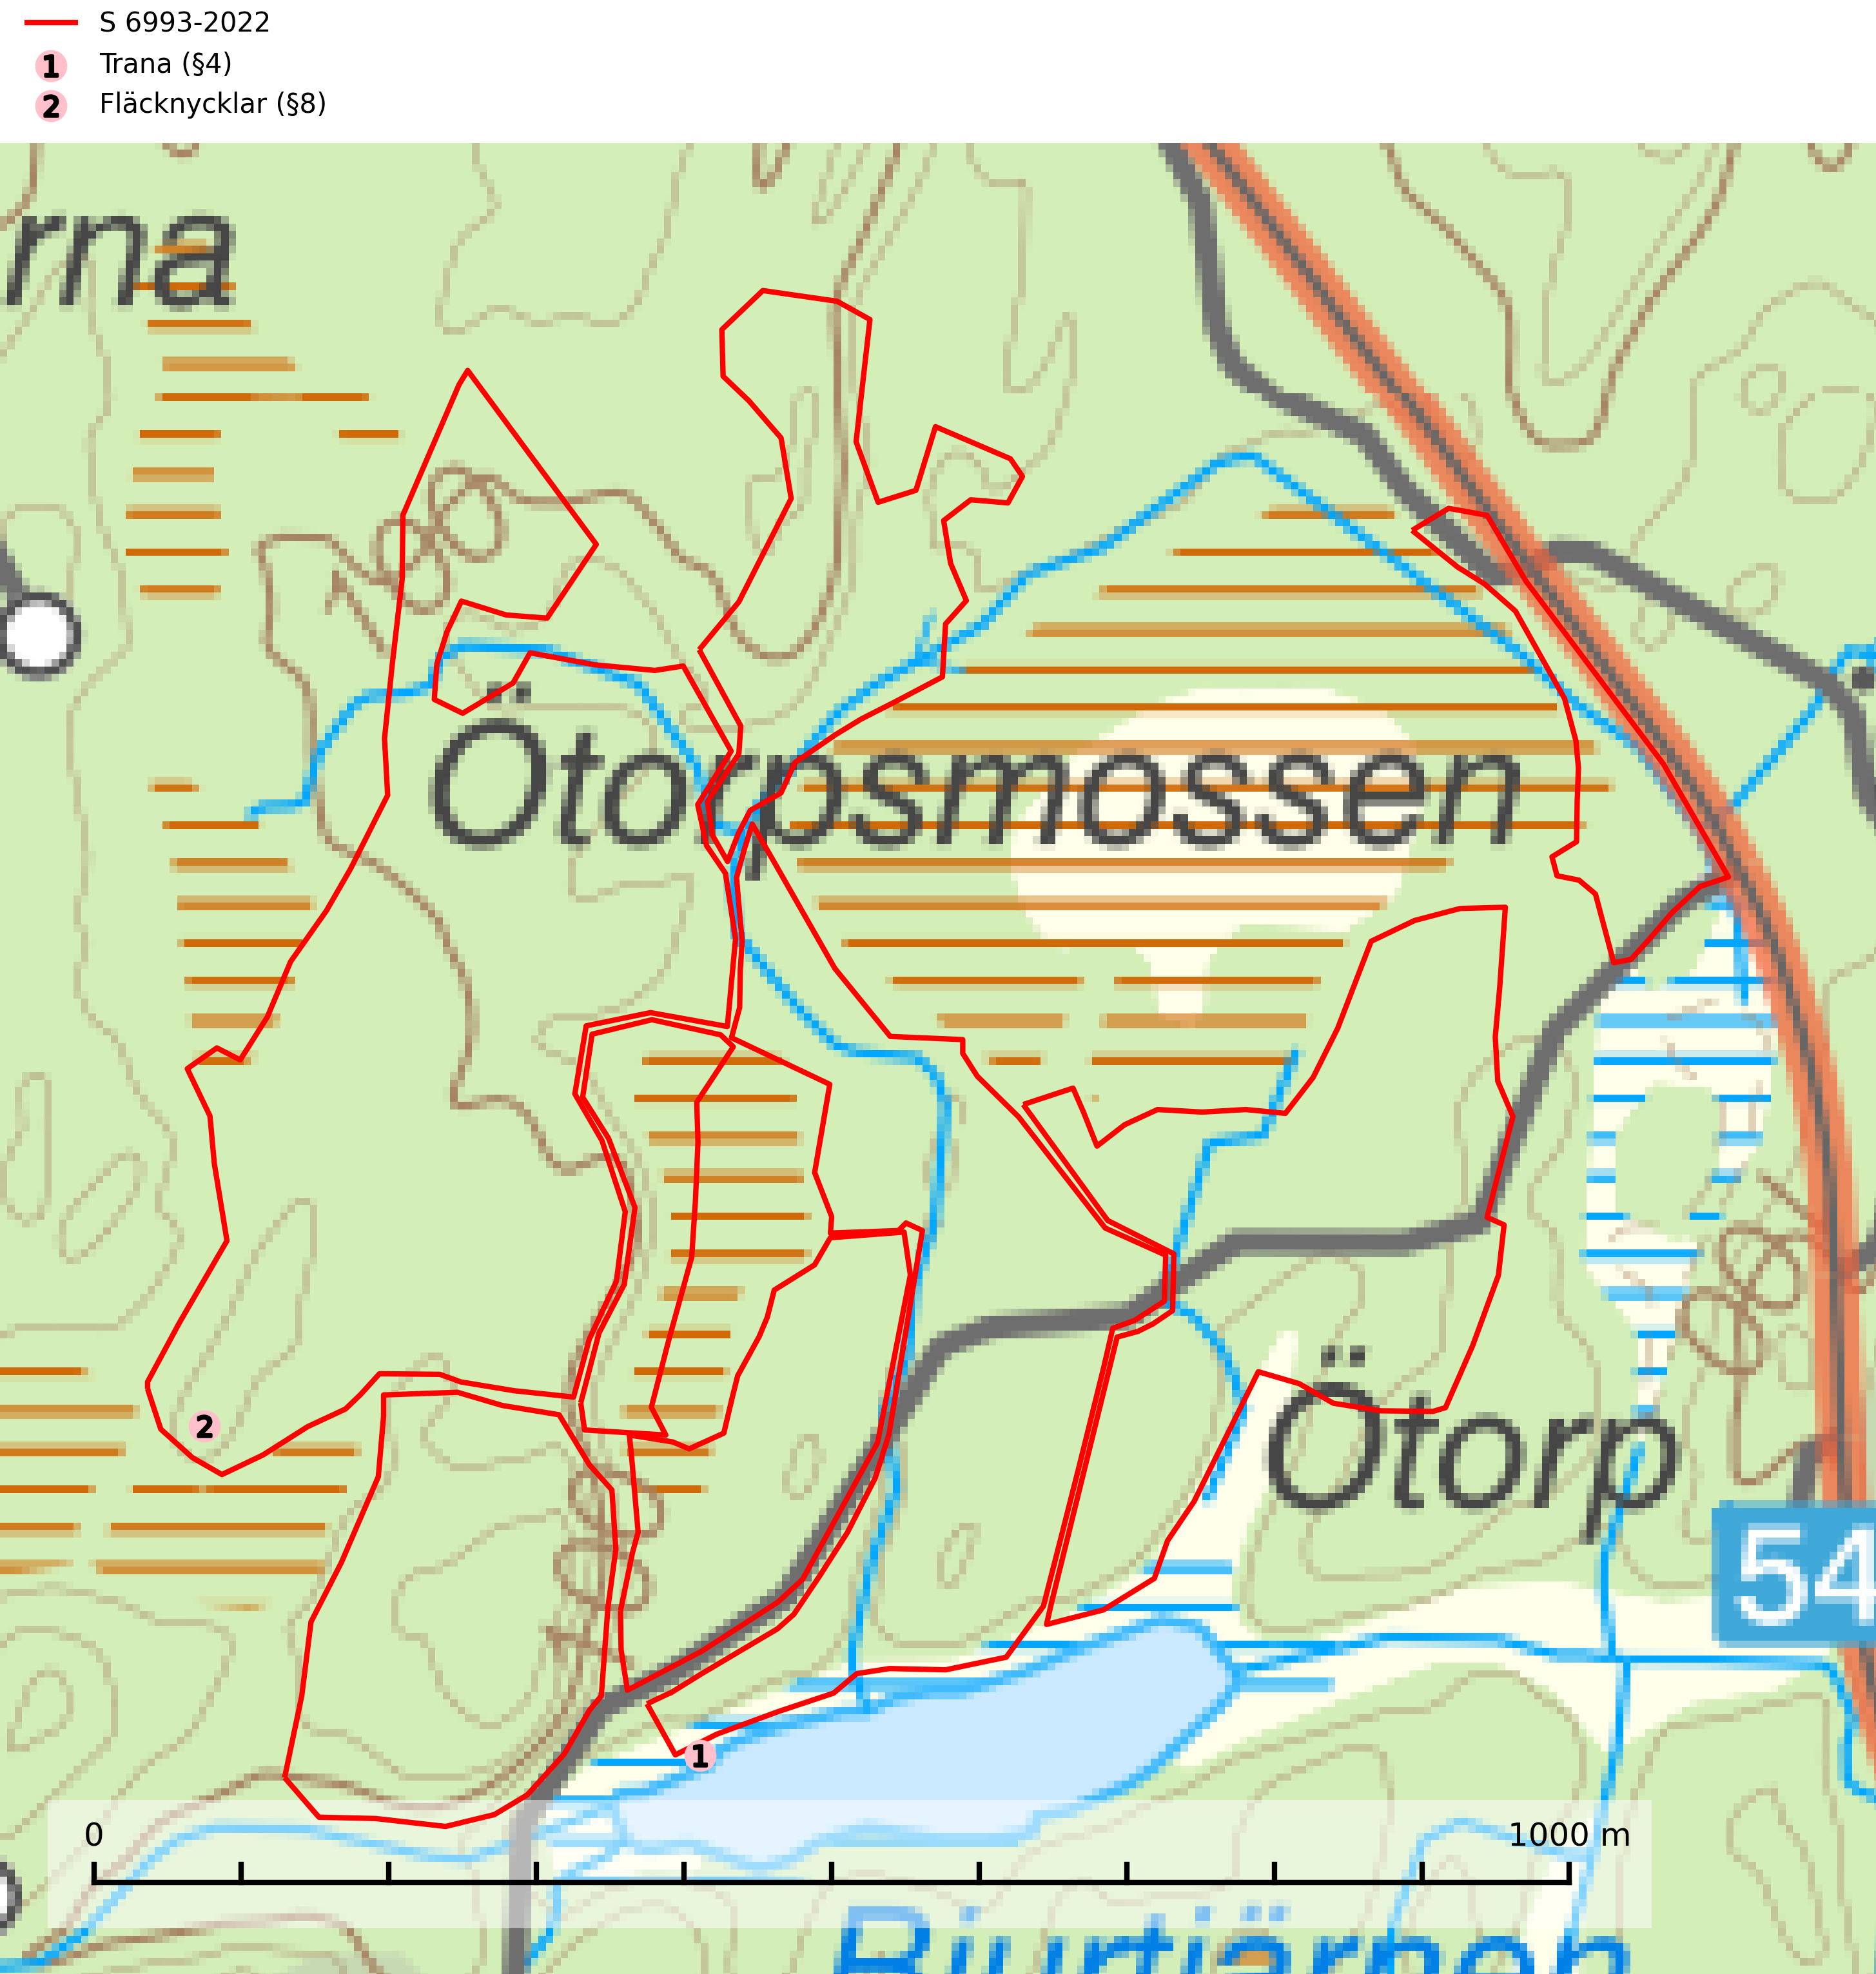 S 6993-2022
1 Trana (§4)
2 Fläcknycklar (§8)
rna
Ötorpsmossen
2
Ötorp
54
1
0 1000 m